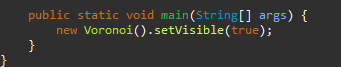 public static void main(String[] args) {
new Voronoi().setVisible(true);
}
}